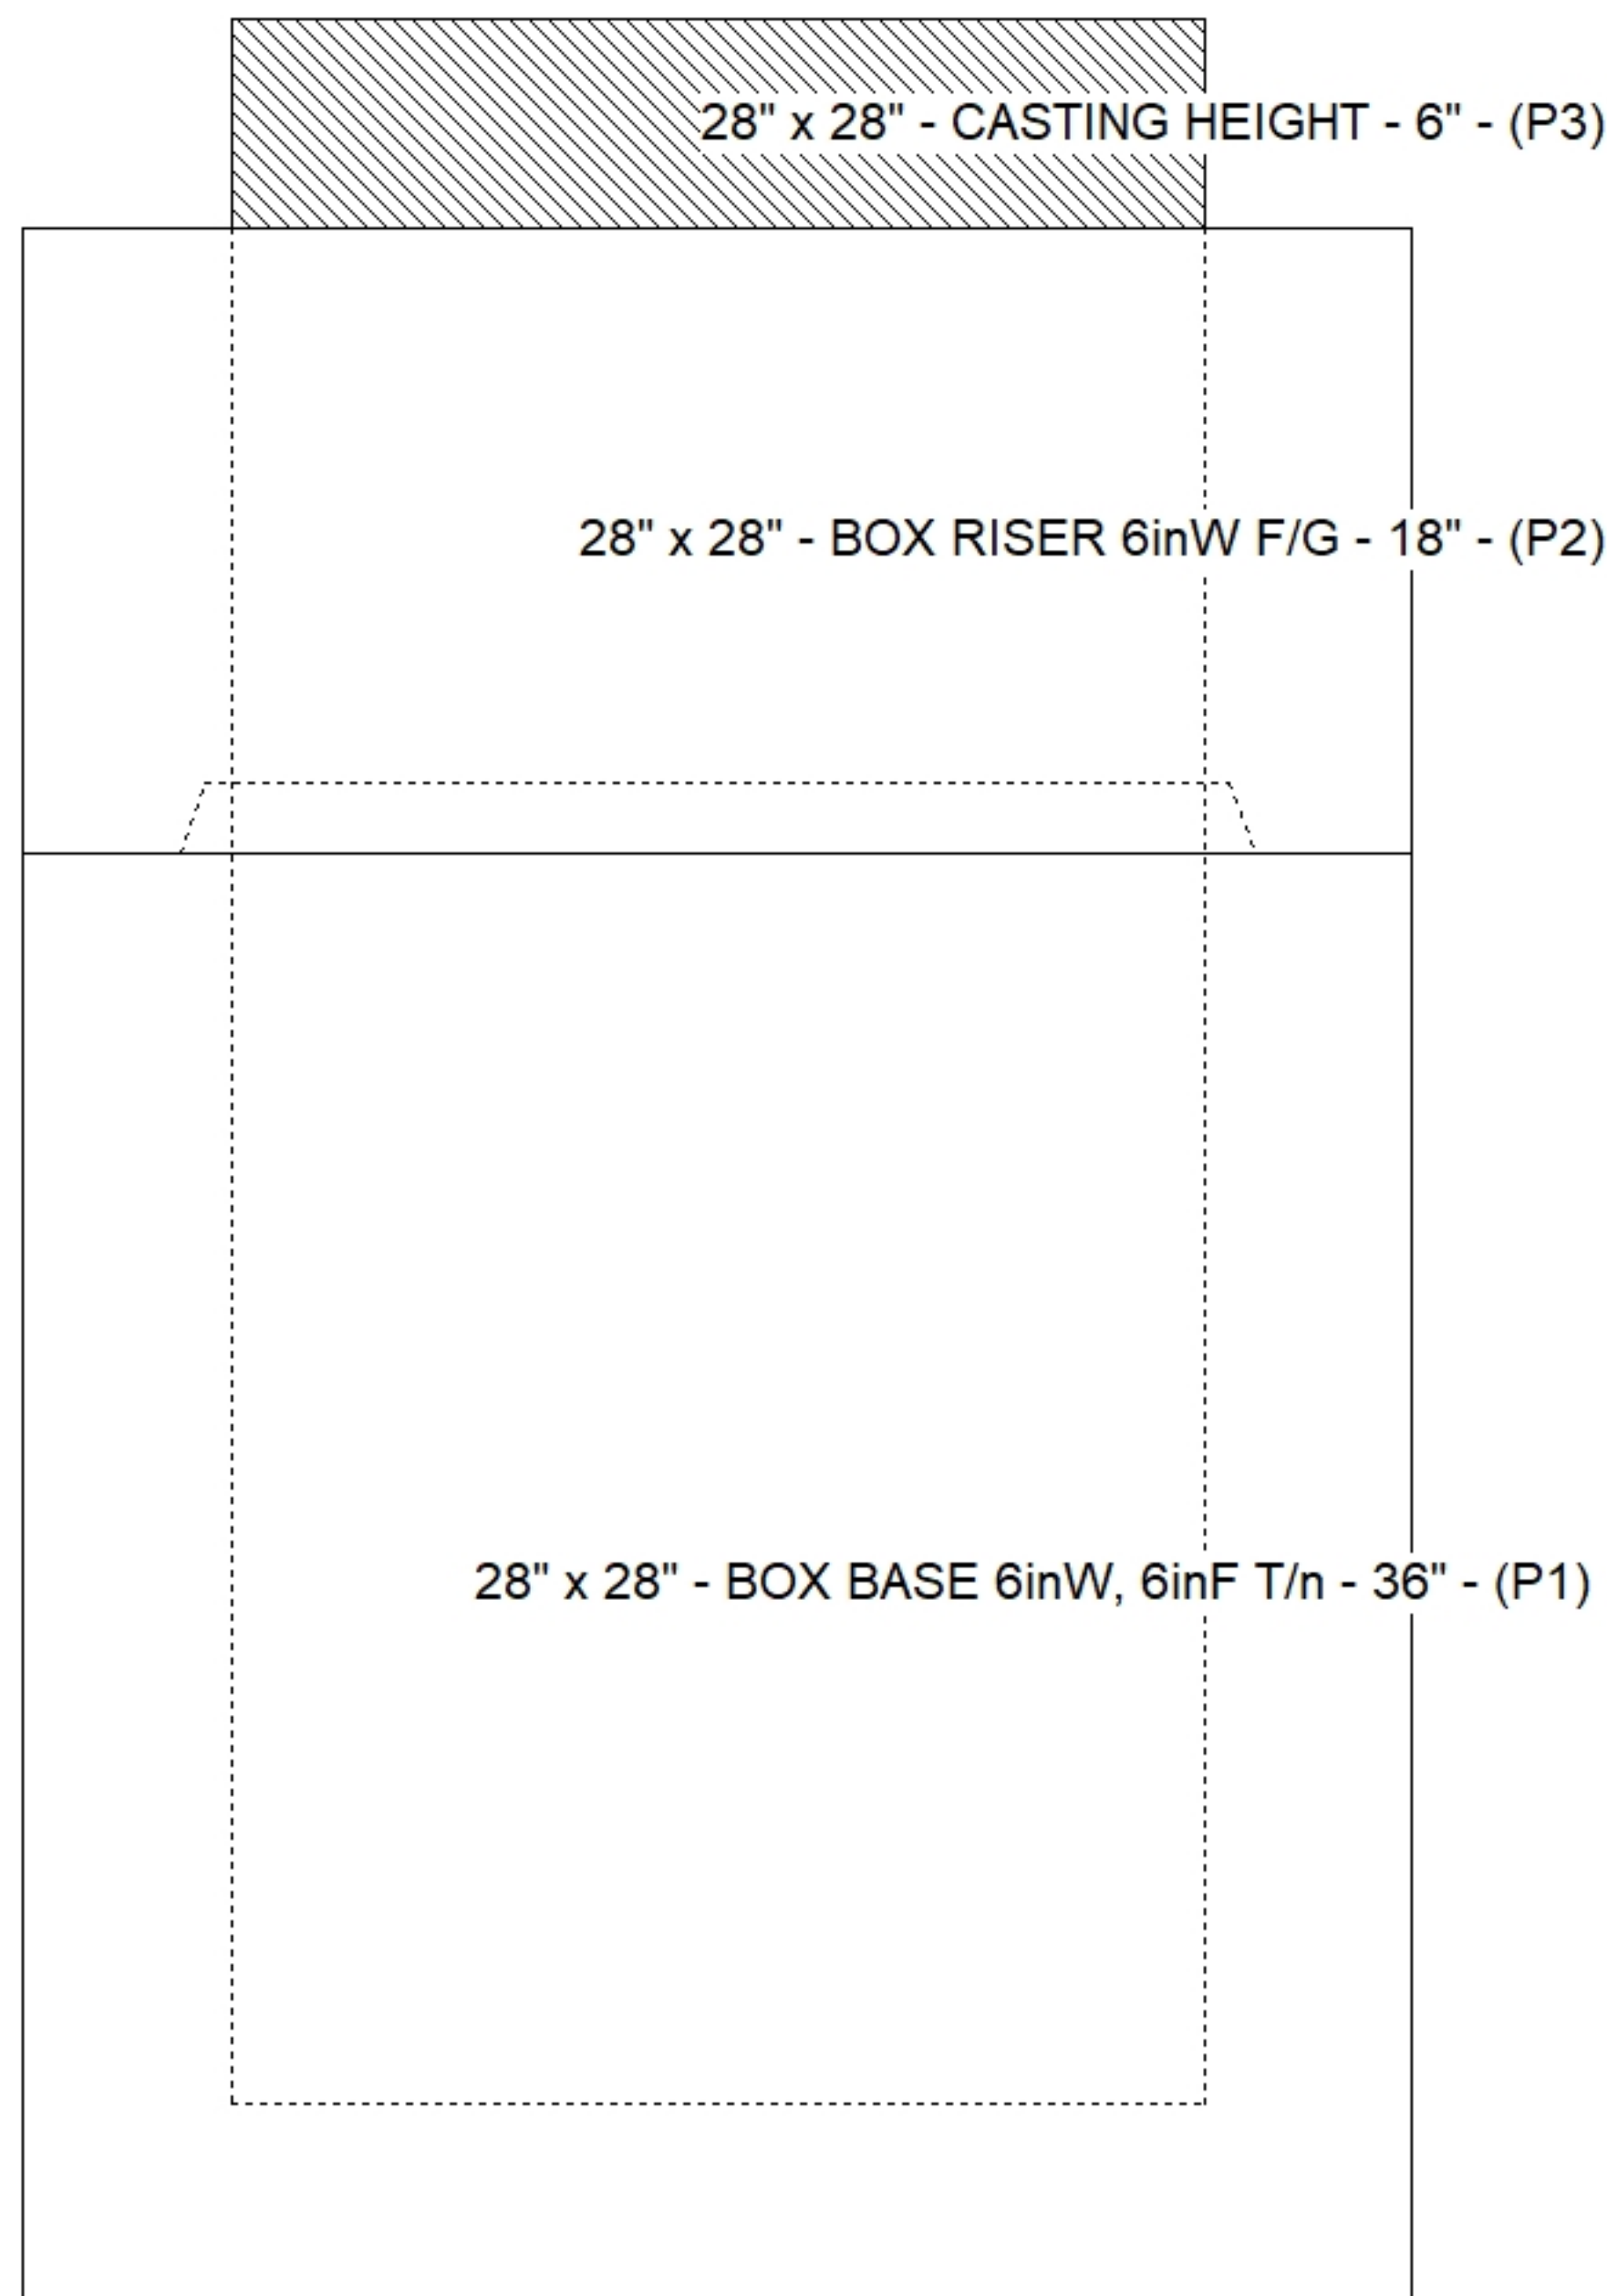 28" x 28" - CASTING HEIGHT - 6" - (P3)
28" x 28" - BOX RISER 6inW F/G - 18" - (P2)
28" x 28" - BOX BASE 6inW, 6inF T/n - 36" - (P1)